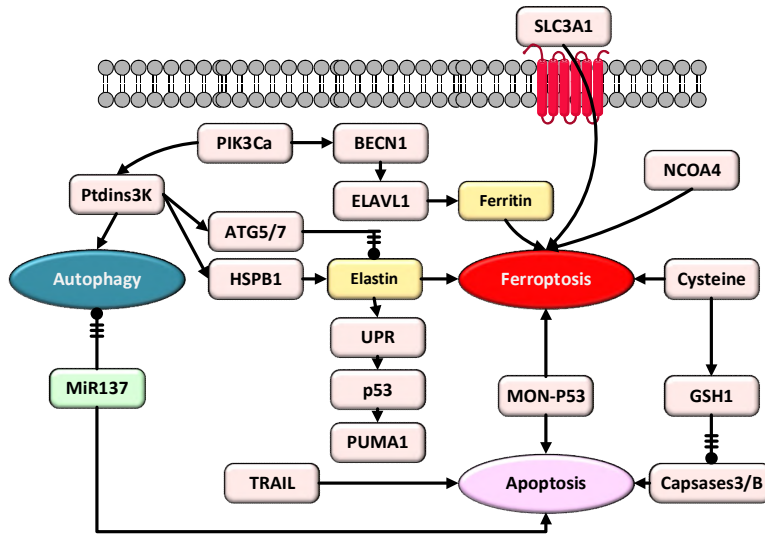 SLC3A1
PIK3Ca
BECN1
NCOA4
Ptdins3K
ELAVL1
Ferritin
ATG5/7
Autophagy
HSPB1
Elastin
Ferroptosis
Cysteine
UPR
MiR137
p53
MON-P53
GSH1
PUMA1
TRAIL
Apoptosis
Capsases3/B